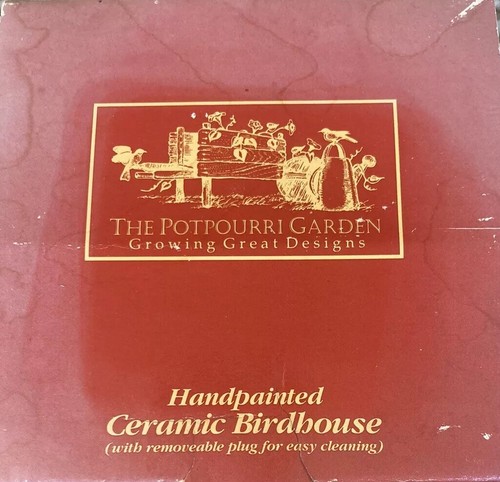 THE POTPOURRI GARDEN
Growing Great Designs
Handpainted
Ceramic Birdhouse
(with removeable plug for easy cleaning)